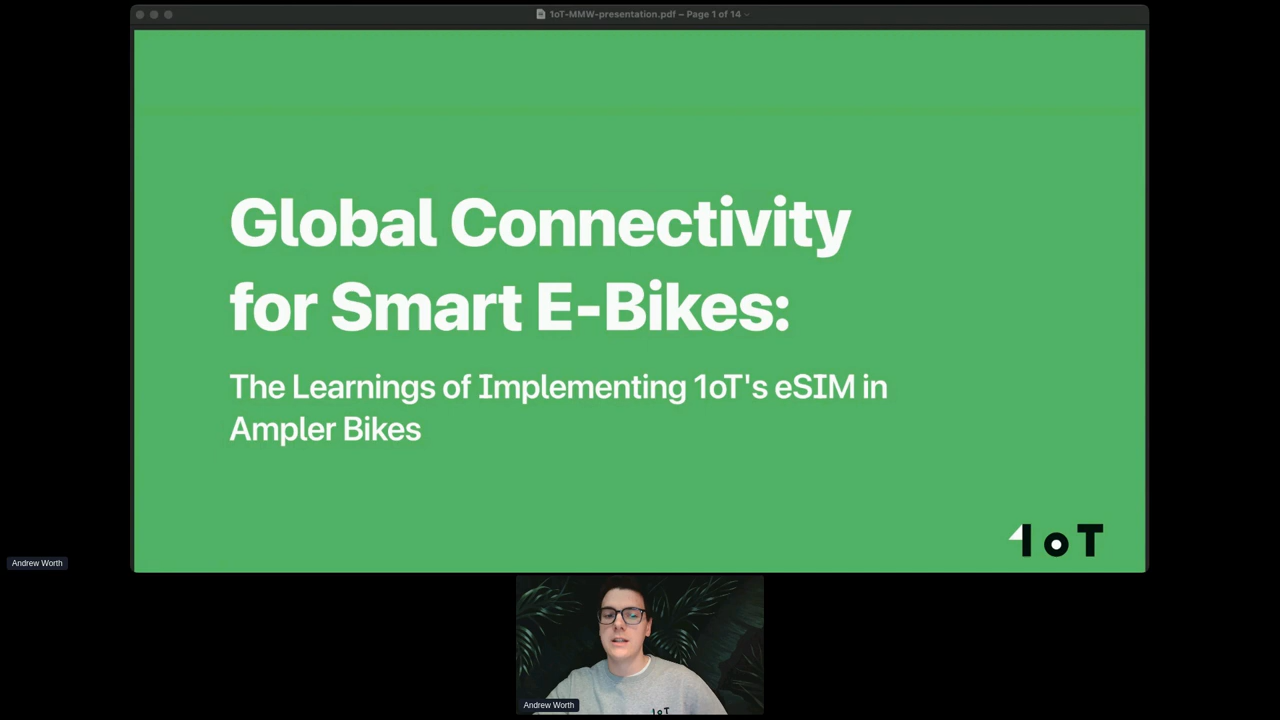 1oT-MMW-presentation.pdf – Page 1 of 14
Global Connectivity
for Smart E-Bikes:
The Learnings of Implementing 1oT's eSIM in
Ampler Bikes
1oT
Andrew Worth
1oT
Andrew Worth